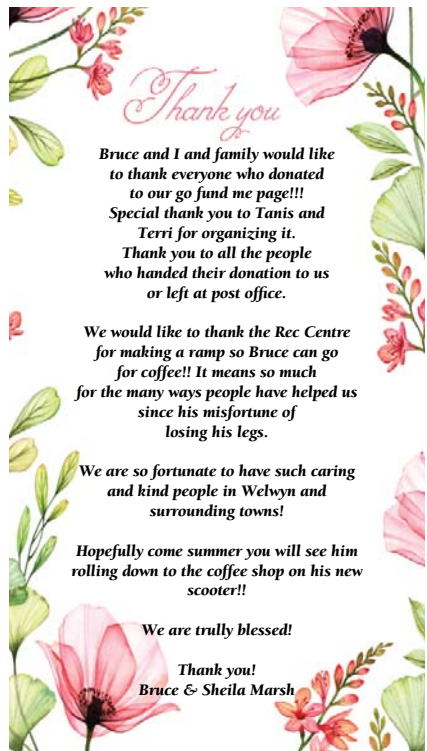 Thank you
Bruce and I and family would like
to thank everyone who donated
to our go fund me page!!!
Special thank you to Tanis and
Terri for organizing it.
Thank you to all the people
who handed their donation to us
or left at post office.
We would like to thank the Rec Centre
for making a ramp so Bruce can go
for coffee!! It means so much
for the many ways people have helped us
since his misfortune of
losing his legs.
We are so fortunate to have such caring
and kind people in Welwyn and
surrounding towns!
Hopefully come summer you will see him
rolling down to the coffee shop on his new
scooter!!
We are trully blessed!
Thank you!
Bruce & Sheila Marsh